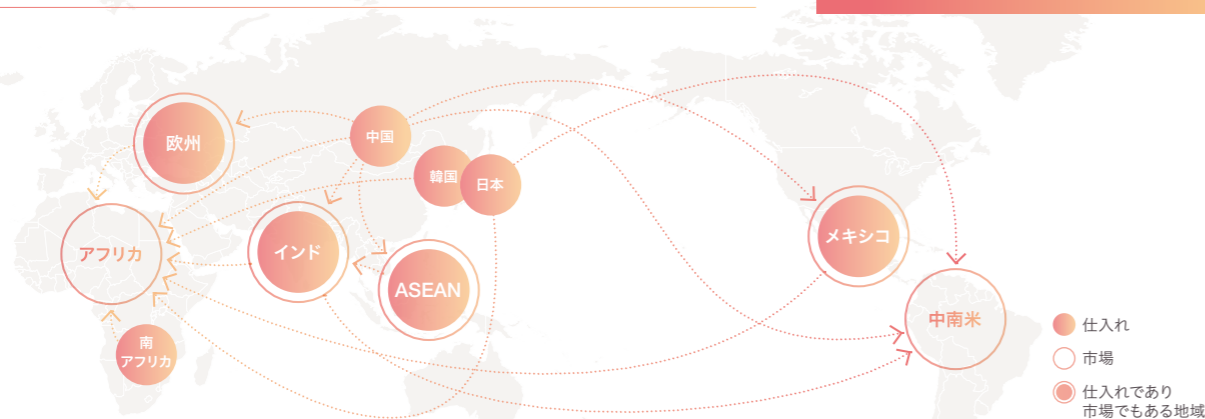 欧州
中国
韓国
日本
アフリカ
インド
ASEAN
メキシコ
中南米
南
アフリカ
仕入れ
市場
仕入れであり
市場でもある地域